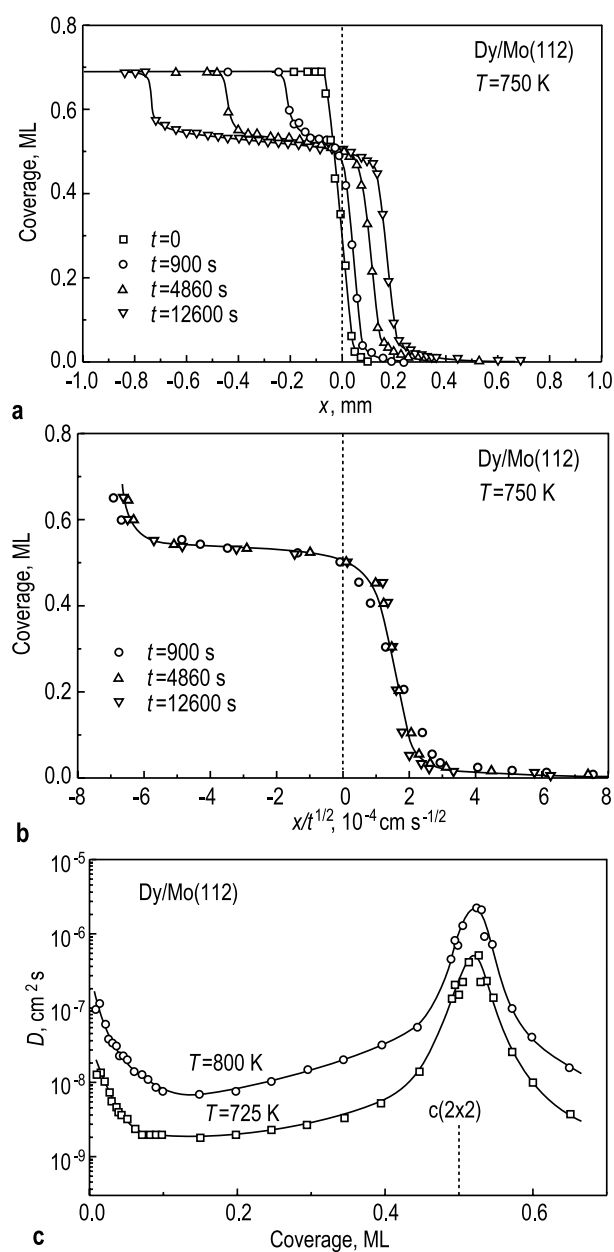 0.8
Dy/Mo(112)
T=750 K
0.6
Coverage, ML
0.4
t=0
t=900 s
0.2
t=4860 s
t=12600 s
0.0
-1.0 -0.8 -0.6 -0.4 -0.2 0.0 0.2 0.4 0.6 0.8 1.0
a
x, mm
0.8
Dy/Mo(112)
T=750 K
0.6
Coverage, ML
0.4
t=900 s
0.2
t=4860 s
t=12600 s
0.0
-8 -6 -4 -2 0 2 4 6 8
b
x/t^1/2, 10^-4 cm s^-1/2
10^-5
Dy/Mo(112)
10^-6
D, cm^2 s
10^-7
T=800 K
10^-8
T=725 K
c(2x2)
10^-9
0.0 0.2 0.4 0.6
c
Coverage, ML